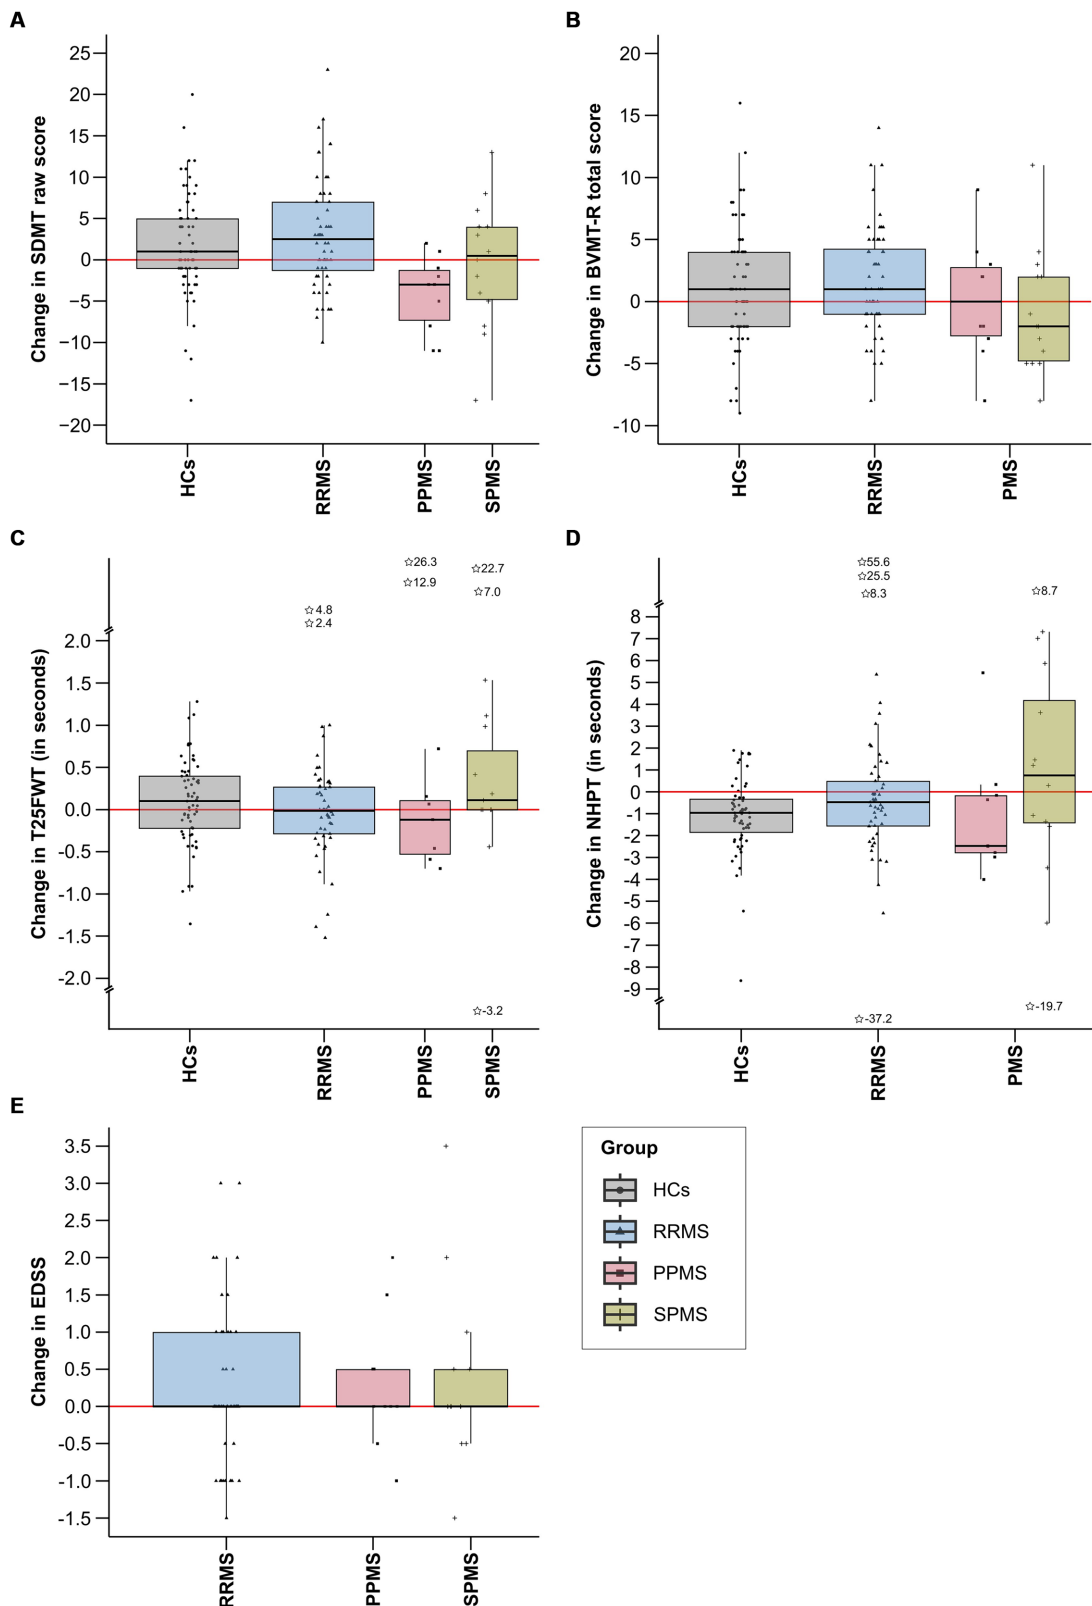 A
Change in SDMT raw score
25
20
15
10
5
0
−5
−10
−15
−20
HCs
RRMS
PPMS
SPMS
B
Change in BVMT-R total score
20
15
10
5
0
-5
-10
HCs
RRMS
PMS
C
Change in T25FWT (in seconds)
2.0
1.5
1.0
0.5
0.0
-0.5
-1.0
-1.5
-2.0
☆4.8
☆2.4
☆26.3
☆12.9
☆22.7
☆7.0
☆-3.2
HCs
RRMS
PPMS
SPMS
D
Change in NHPT (in seconds)
8
7
6
5
4
3
2
1
0
-1
-2
-3
-4
-5
-6
-7
-8
-9
☆55.6
☆25.5
☆8.3
☆8.7
☆-37.2
☆-19.7
HCs
RRMS
PMS
E
Change in EDSS
3.5
3.0
2.5
2.0
1.5
1.0
0.5
0.0
-0.5
-1.0
-1.5
RRMS
PPMS
SPMS
Group
HCs
RRMS
PPMS
SPMS